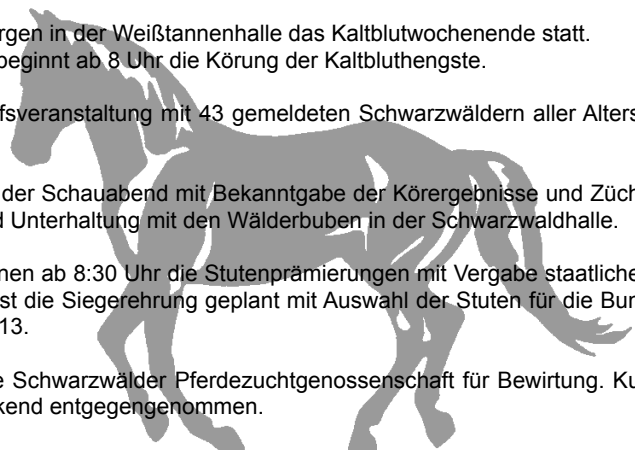 rgen in der Weißtannenhalle das Kaltblutwochenende statt.
beginnt ab 8 Uhr die Körung der Kaltbluthengste.
fsveranstaltung mit 43 gemeldeten Schwarzwäldern aller Alters
der Schauabend mit Bekanntgabe der Körergebnisse und Züch
d Unterhaltung mit den Wälderbuben in der Schwarzwaldhalle.
nen ab 8:30 Uhr die Stutenprämierungen mit Vergabe staatliche
st die Siegerehrung geplant mit Auswahl der Stuten für die Bun
13.
e Schwarzwälder Pferdezuchtgenossenschaft für Bewirtung. Ku
kend entgegengenommen.